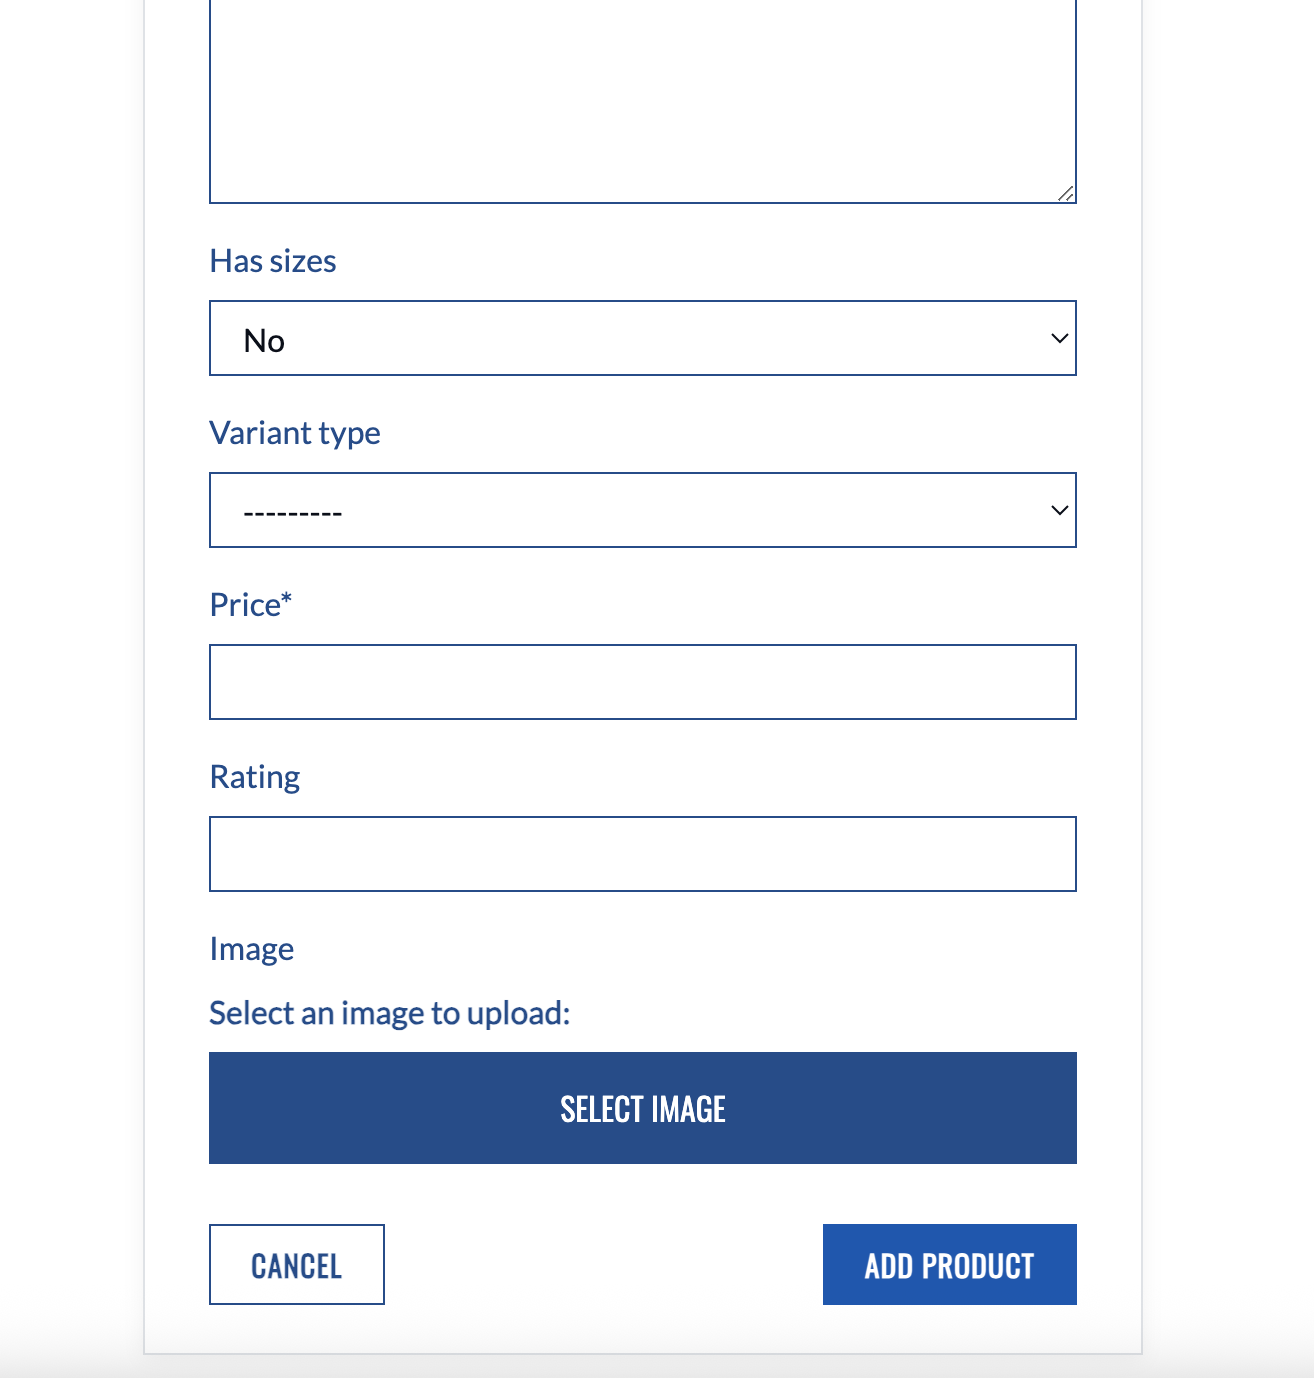 Has sizes
No
Variant type
---------
Price*
Rating
Image
Select an image to upload:
SELECT IMAGE
CANCEL
ADD PRODUCT